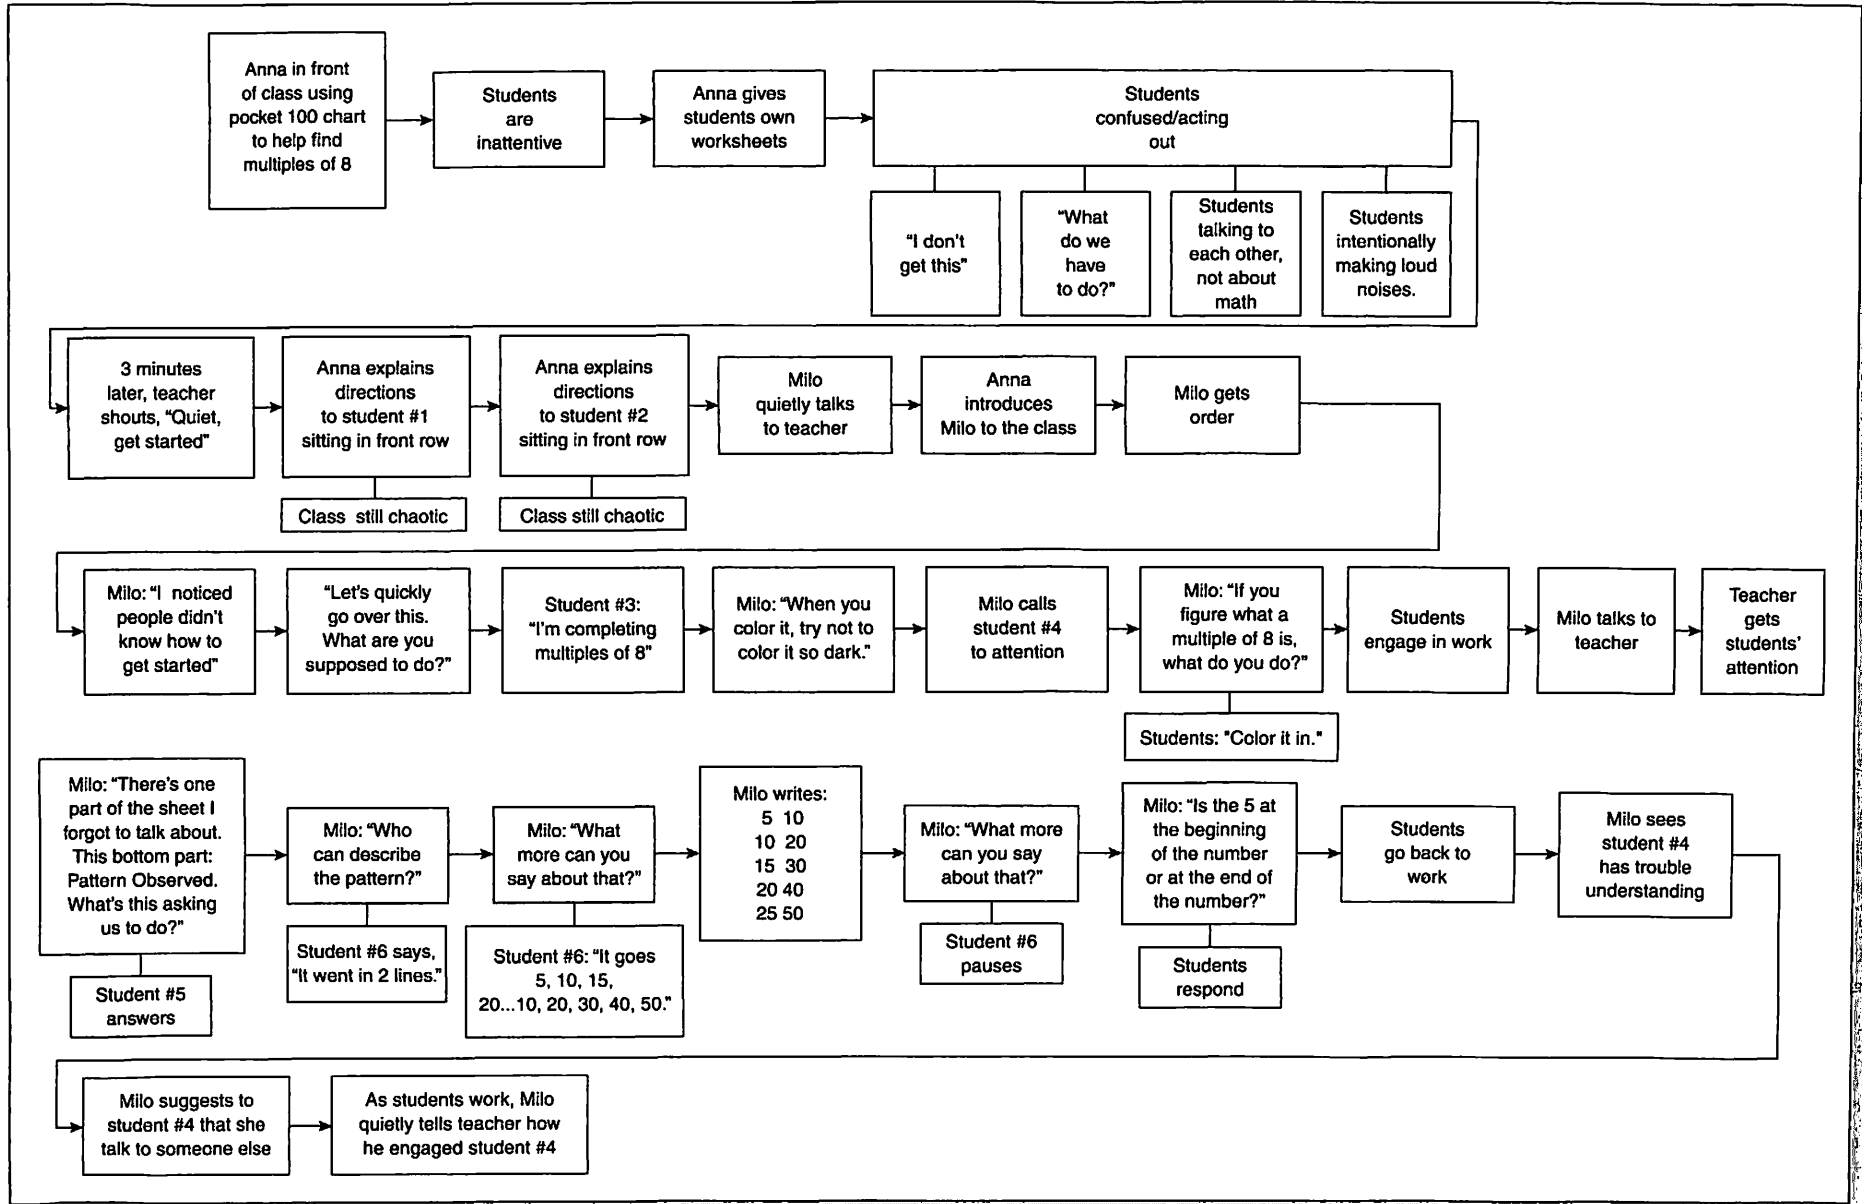 Anna in front
of class using
pocket 100 chart
to help find
multiples of 8
Students
are
inattentive
Anna gives
students own
worksheets
Students
confused/acting
out
"I don't
get this"
"What
do we
have
to do?"
Students
talking to
each other,
not about
math
Students
intentionally
making loud
noises.
3 minutes
later, teacher
shouts, "Quiet,
get started"
Anna explains
directions
to student #1
sitting in front row
Class still chaotic
Anna explains
directions
to student #2
sitting in front row
Class still chaotic
Milo
quietly talks
to teacher
Anna
introduces
Milo to the class
Milo gets
order
Milo: "I noticed
people didn't
know how to
get started"
"Let's quickly
go over this.
What are you
supposed to do?"
Student #3:
"I'm completing
multiples of 8"
Milo: "When you
color it, try not to
color it so dark."
Milo calls
student #4
to attention
Milo: "If you
figure what a
multiple of 8 is,
what do you do?"
Students: "Color it in."
Students
engage in work
Milo talks to
teacher
Teacher
gets
students'
attention
Milo: "There's one
part of the sheet I
forgot to talk about.
This bottom part:
Pattern Observed.
What's this asking
us to do?"
Student #5
answers
Milo: "Who
can describe
the pattern?"
Student #6 says,
"It went in 2 lines."
Milo: "What
more can you
say about that?"
Student #6: "It goes
5, 10, 15,
20...10, 20, 30, 40, 50."
Milo writes:
5 10
10 20
15 30
20 40
25 50
Milo: "What more
can you say
about that?"
Student #6
pauses
Milo: "Is the 5 at
the beginning
of the number
or at the end of
the number?"
Students
respond
Students
go back to
work
Milo sees
student #4
has trouble
understanding
Milo suggests to
student #4 that she
talk to someone else
As students work, Milo
quietly tells teacher how
he engaged student #4